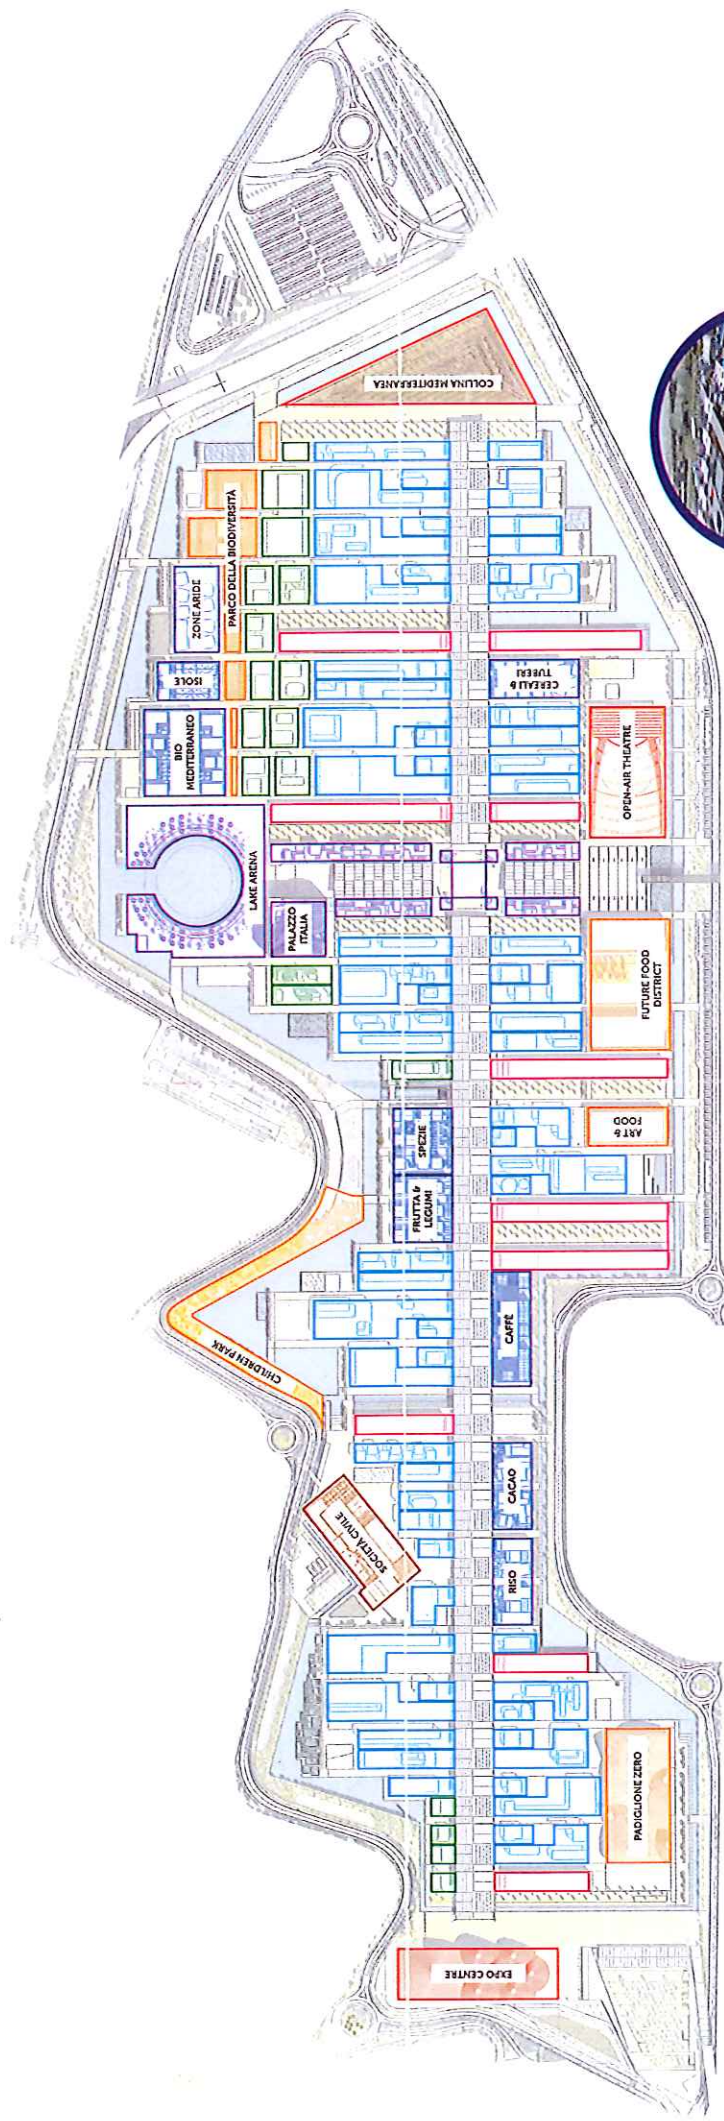 COLLINA MEDITERRANEA
PARCO DELLA BIODIVERSITÀ
ZONE ARIDE
ISOLE
CEREALI &
TUBERI
BIO
MEDITERRANEO
OPEN-AIR THEATRE
LAKE ARENA
PALAZZO
ITALIA
FUTURE FOOD
DISTRICT
ART &
FOOD
SPEZIE
FRUTTA &
LEGUMI
CAFFÈ
CHILDREN PARK
CACAO
SOCIETÀ CIVILE
RISO
PADIGLIONE ZERO
EXPO CENTRE